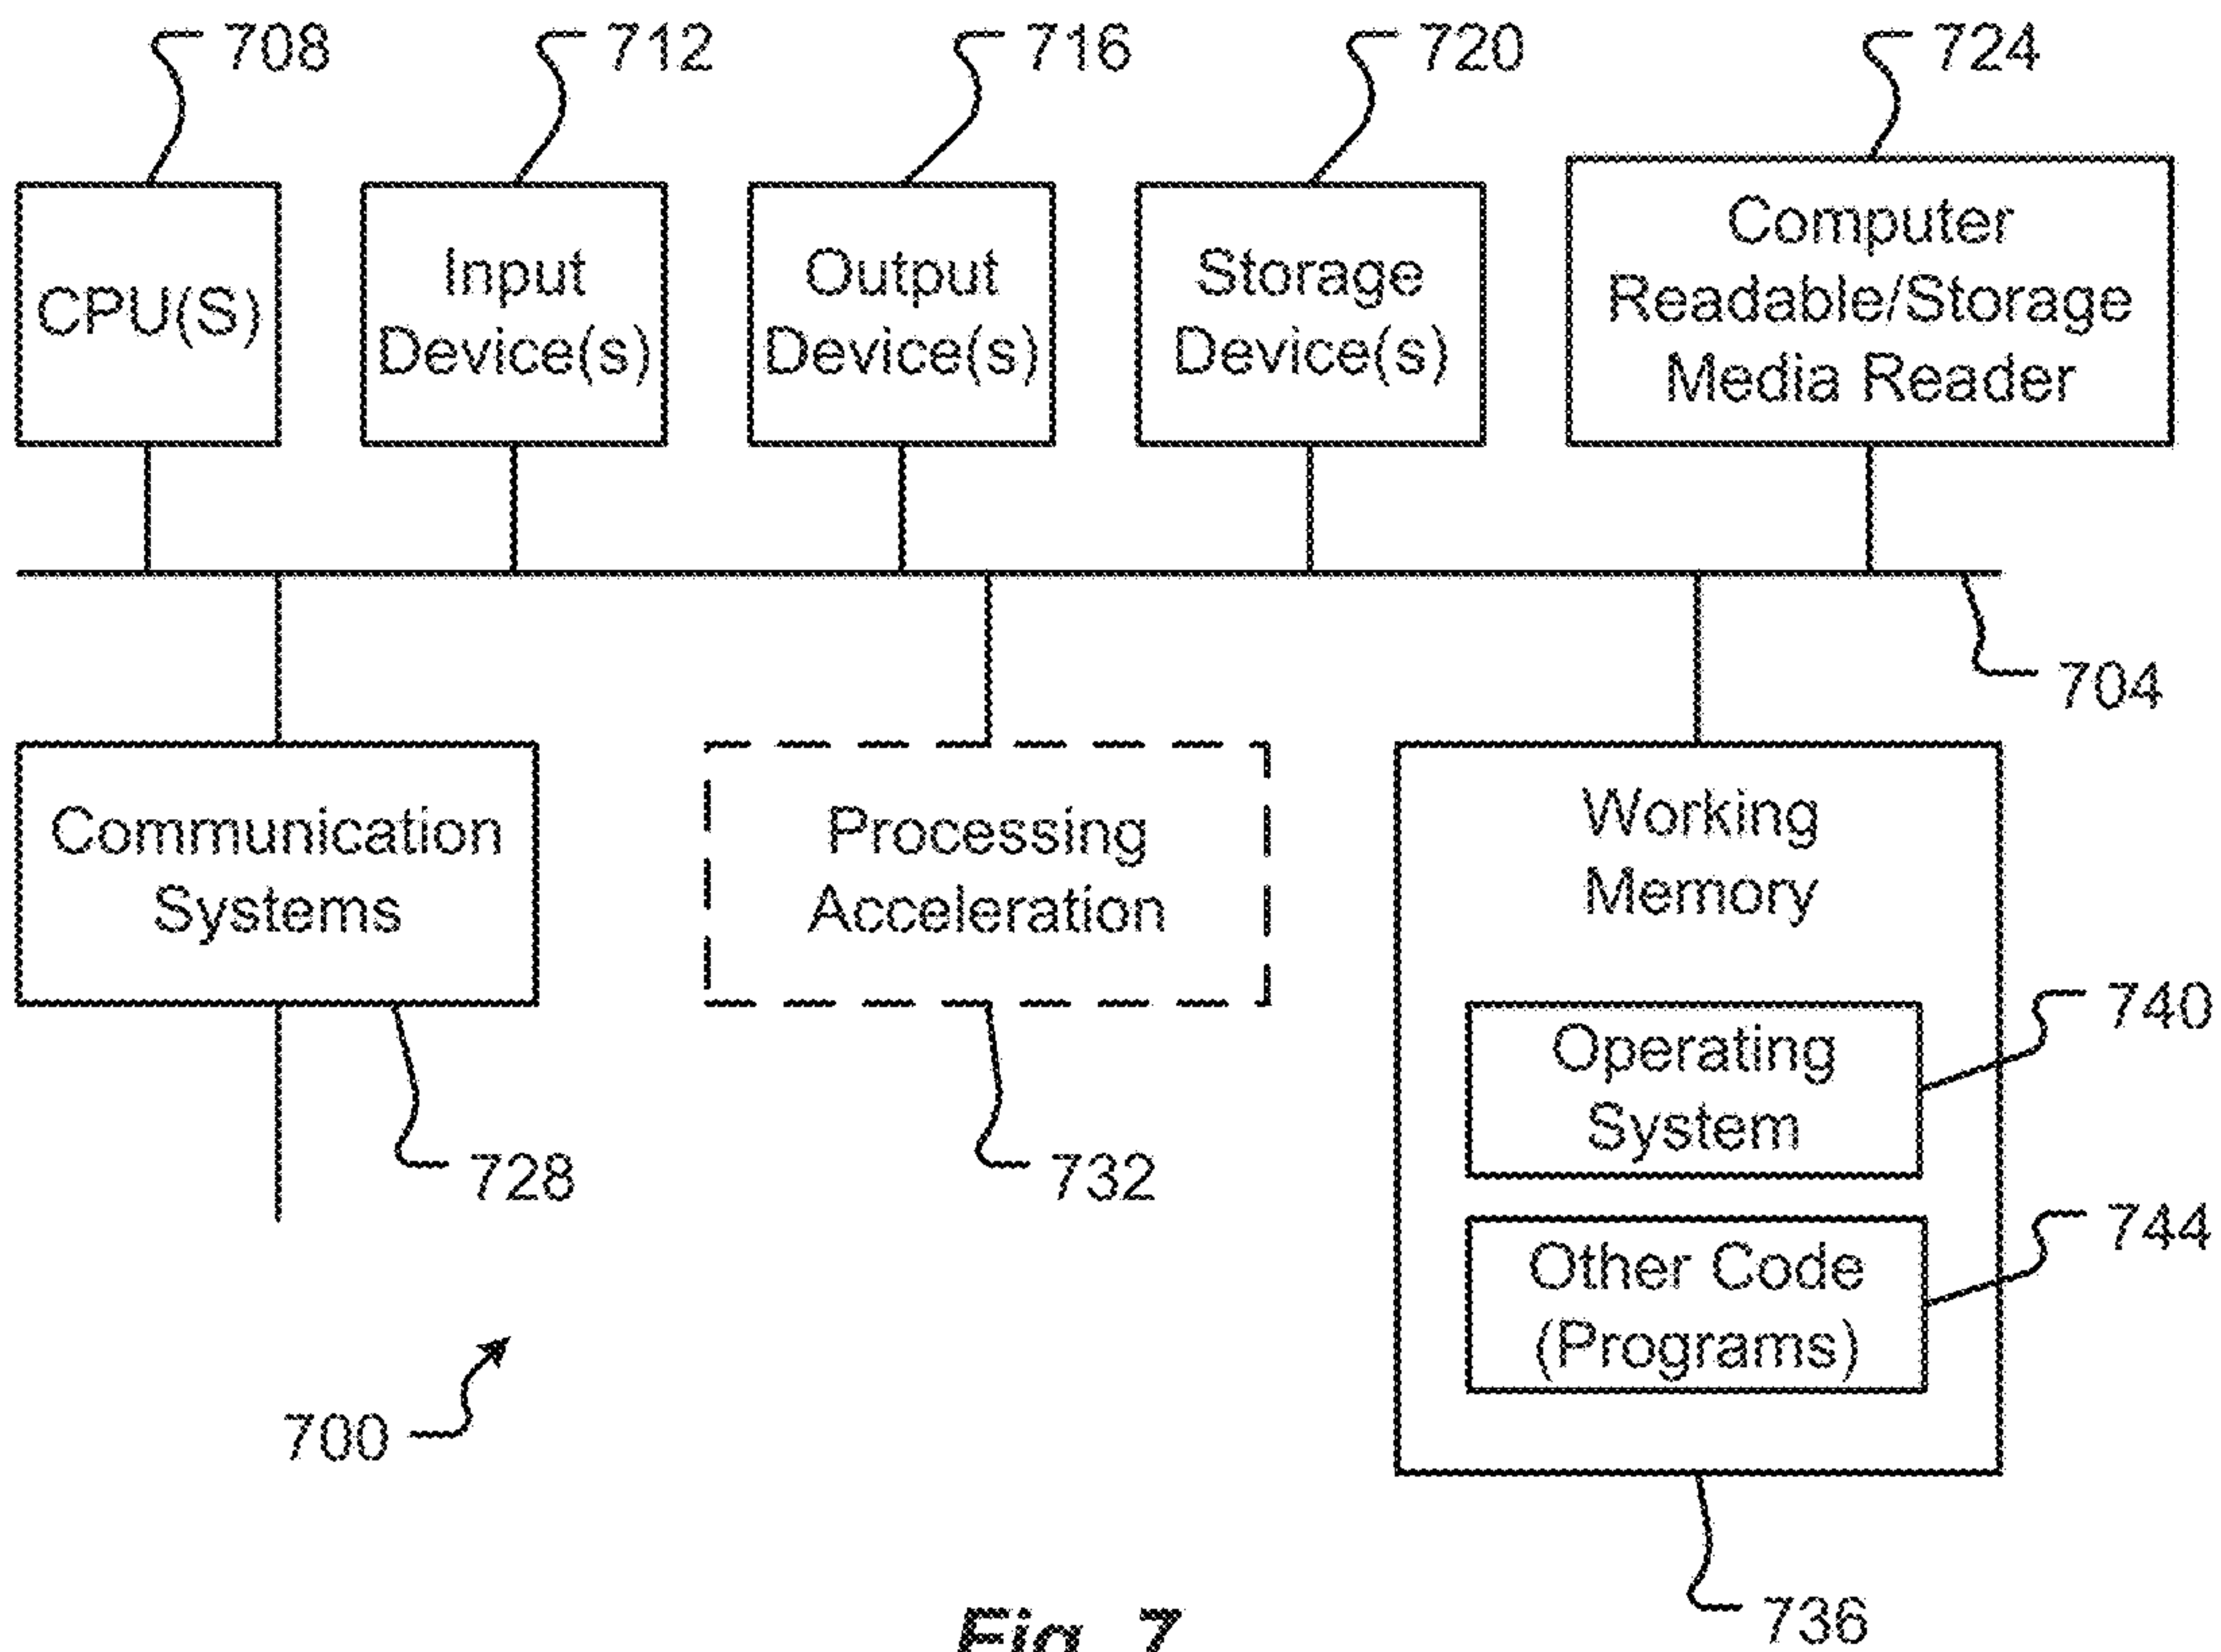 708
712
716
720
724
CPU(S)
Input
Device(s)
Output
Device(s)
Storage
Device(s)
Computer
Readable/Storage
Media Reader
704
Communication
Systems
Processing
Acceleration
Working
Memory
740
Operating
System
728
732
744
Other Code
(Programs)
700
736
Fig. 7